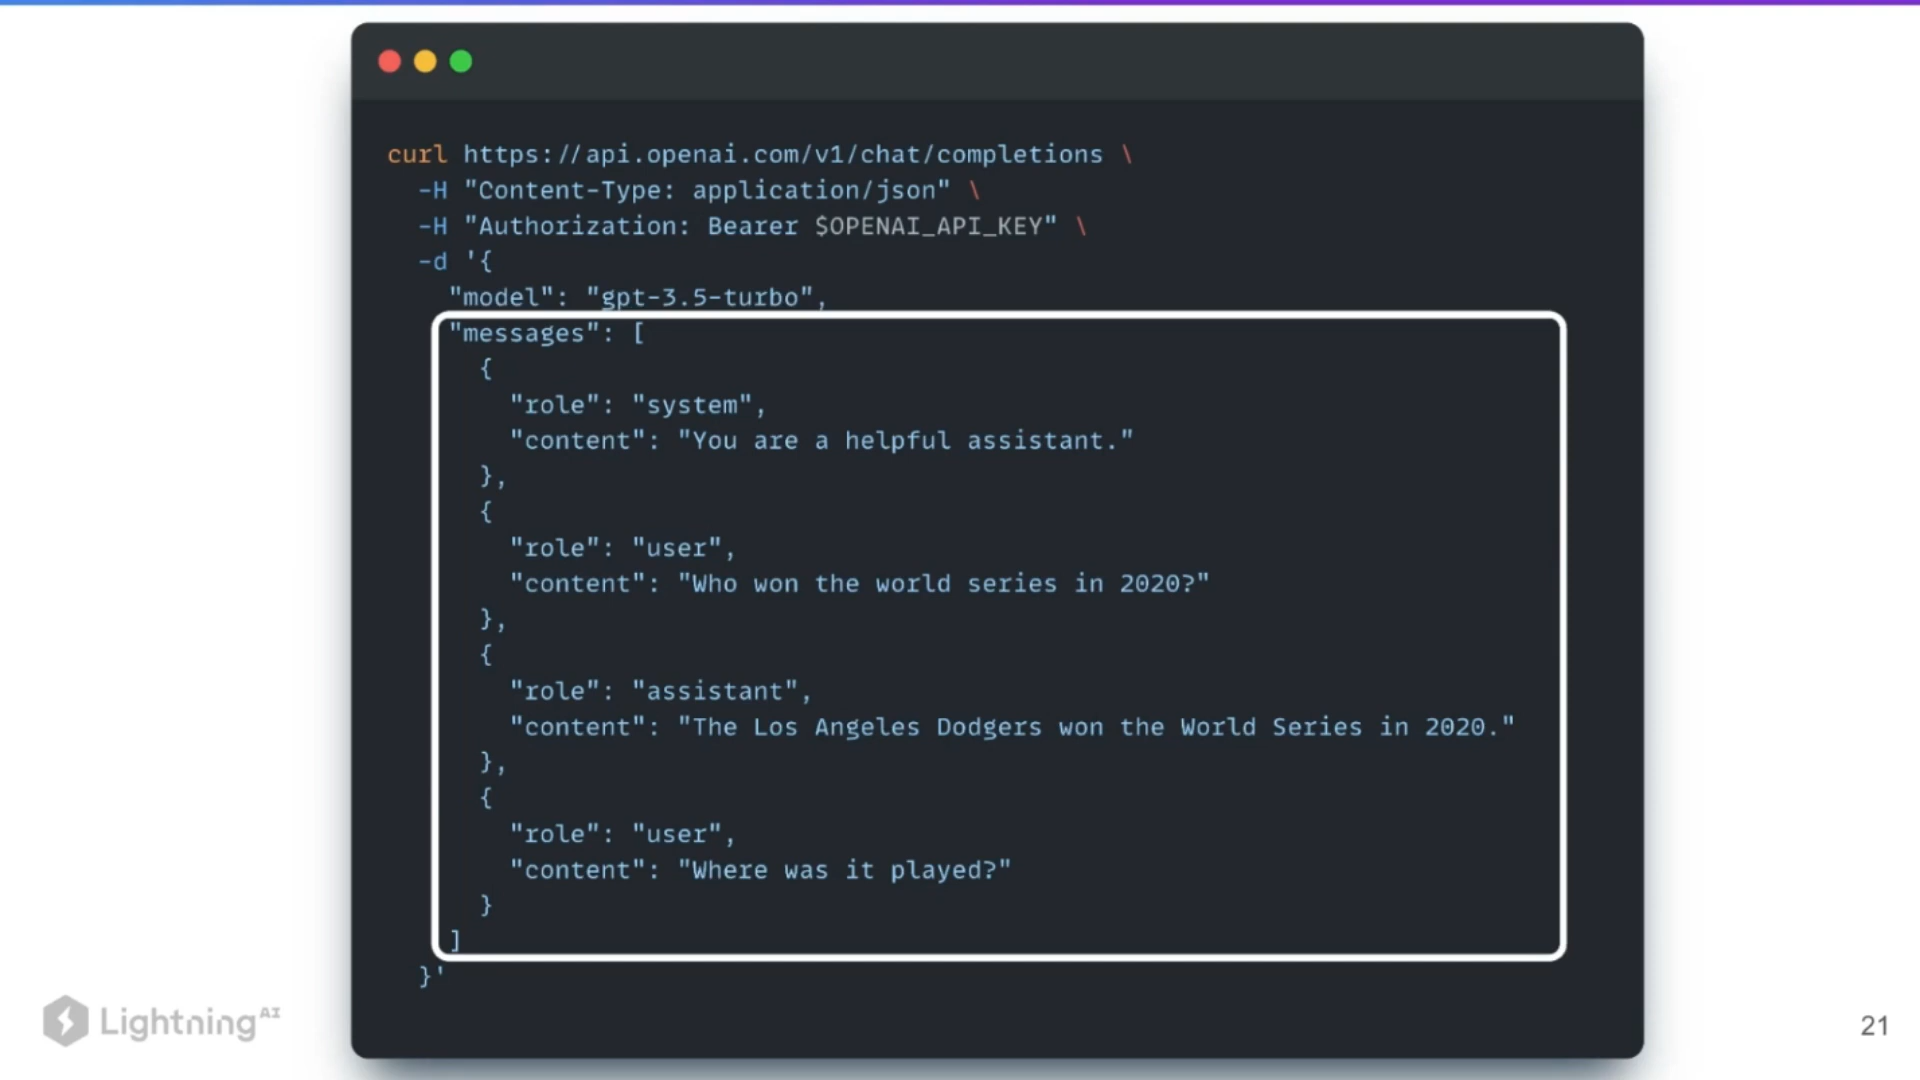 curl https://api.openai.com/v1/chat/completions \
  -H "Content-Type: application/json" \
  -H "Authorization: Bearer $OPENAI_API_KEY" \
  -d '{
    "model": "gpt-3.5-turbo",
    "messages": [
      {
        "role": "system",
        "content": "You are a helpful assistant."
      },
      {
        "role": "user",
        "content": "Who won the world series in 2020?"
      },
      {
        "role": "assistant",
        "content": "The Los Angeles Dodgers won the World Series in 2020."
      },
      {
        "role": "user",
        "content": "Where was it played?"
      }
    ]
  }'
Lightning AI
21